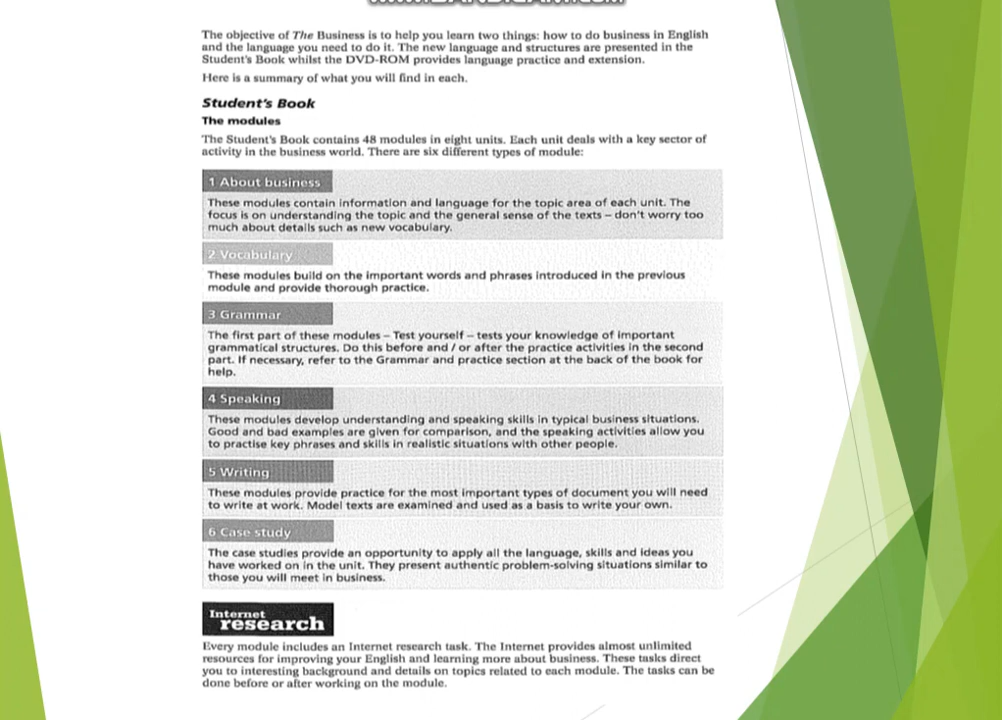 The objective of The Business is to help you learn two things: how to do business in English
and the language you need to do it. The new language and structures are presented in the
Student's Book whilst the DVD-ROM provides language practice and extension.
Here is a summary of what you will find in each.
Student's Book
The modules
The Student's Book contains 48 modules in eight units. Each unit deals with a key sector of
activity in the business world. There are six different types of module:
1 About business
These modules contain information and language for the topic area of each unit. The
focus is on understanding the topic and the general sense of the texts – don't worry too
much about details such as new vocabulary.
2 Vocabulary
These modules build on the important words and phrases introduced in the previous
module and provide thorough practice.
3 Grammar
The first part of these modules – Test yourself – tests your knowledge of important
grammatical structures. Do this before and / or after the practice activities in the second
part. If necessary, refer to the Grammar and practice section at the back of the book for
help.
4 Speaking
These modules develop understanding and speaking skills in typical business situations.
Good and bad examples are given for comparison, and the speaking activities allow you
to practise key phrases and skills in realistic situations with other people.
5 Writing
These modules provide practice for the most important types of document you will need
to write at work. Model texts are examined and used as a basis to write your own.
6 Case study
The case studies provide an opportunity to apply all the language, skills and ideas you
have worked on in the unit. They present authentic problem-solving situations similar to
those you will meet in business.
Internet
research
Every module includes an Internet research task. The Internet provides almost unlimited
resources for improving your English and learning more about business. These tasks direct
you to interesting background and details on topics related to each module. The tasks can be
done before or after working on the module.